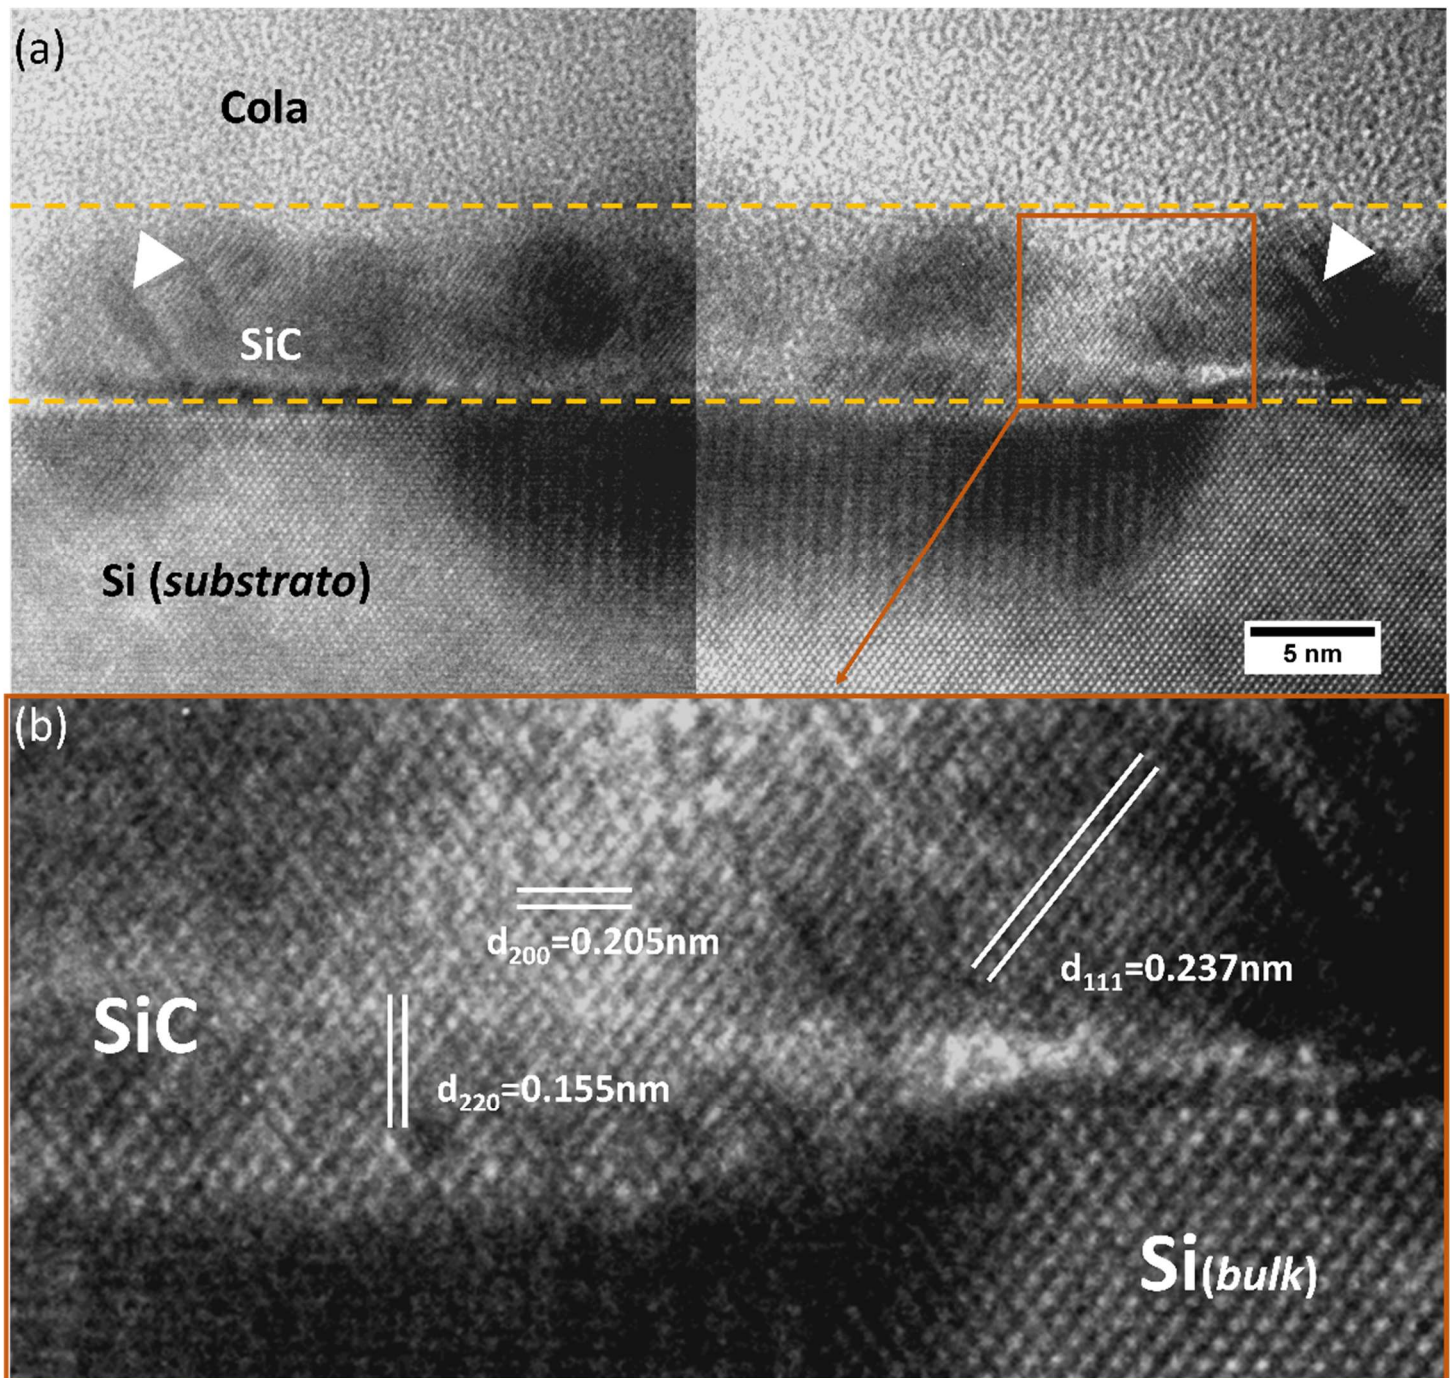 (a)
Cola
SiC
Si (substrato)
5 nm
(b)
d200=0.205nm
d111=0.237nm
SiC
d220=0.155nm
Si(bulk)